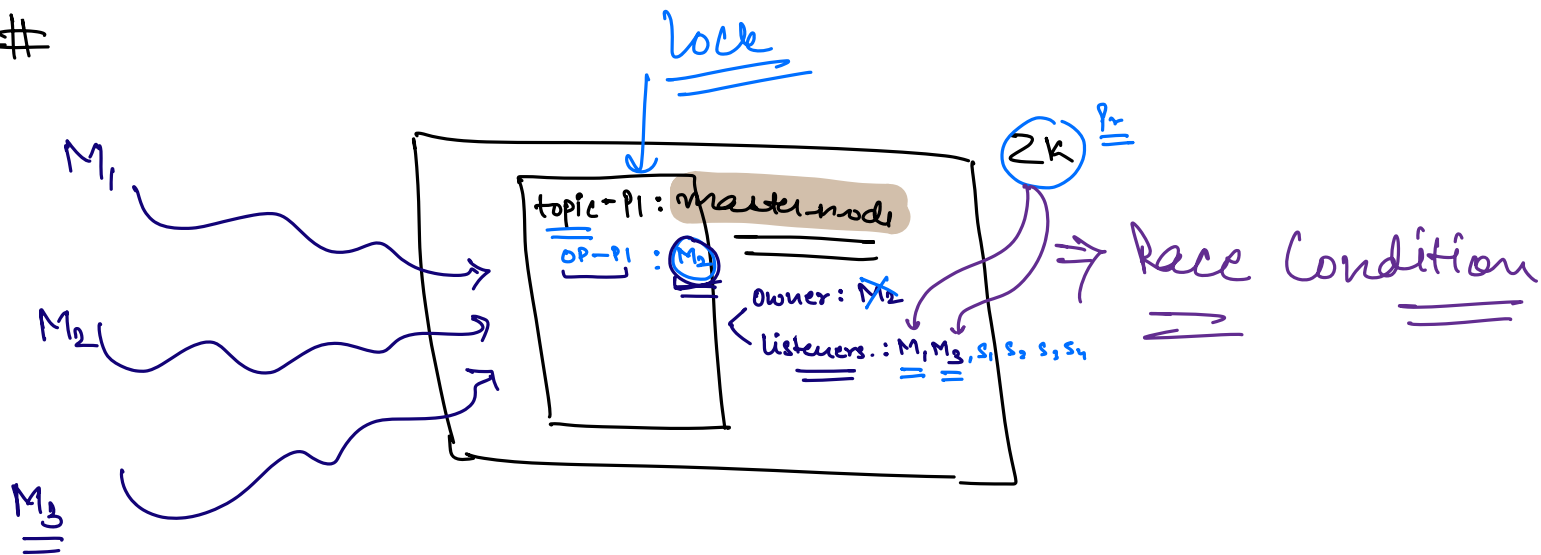 #
lock
M1
ZK
Pr
topic-P1 : master node
OP-P1 : M2
⇒ Race Condition
owner : M2
M2
Listeners. : M1 M3, S1 S2 S3 S4
M3